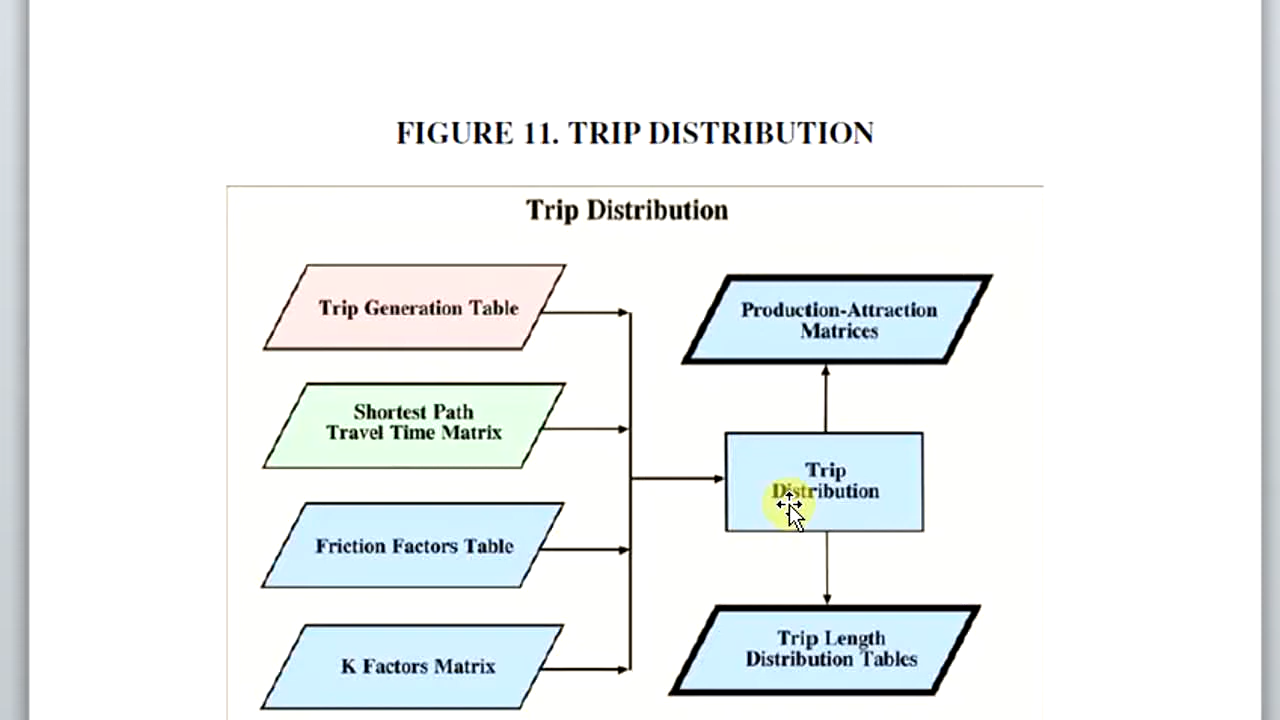 FIGURE 11. TRIP DISTRIBUTION
Trip Distribution
Trip Generation Table
Shortest Path
Travel Time Matrix
Friction Factors Table
K Factors Matrix
Production-Attraction
Matrices
Trip
Distribution
Trip Length
Distribution Tables